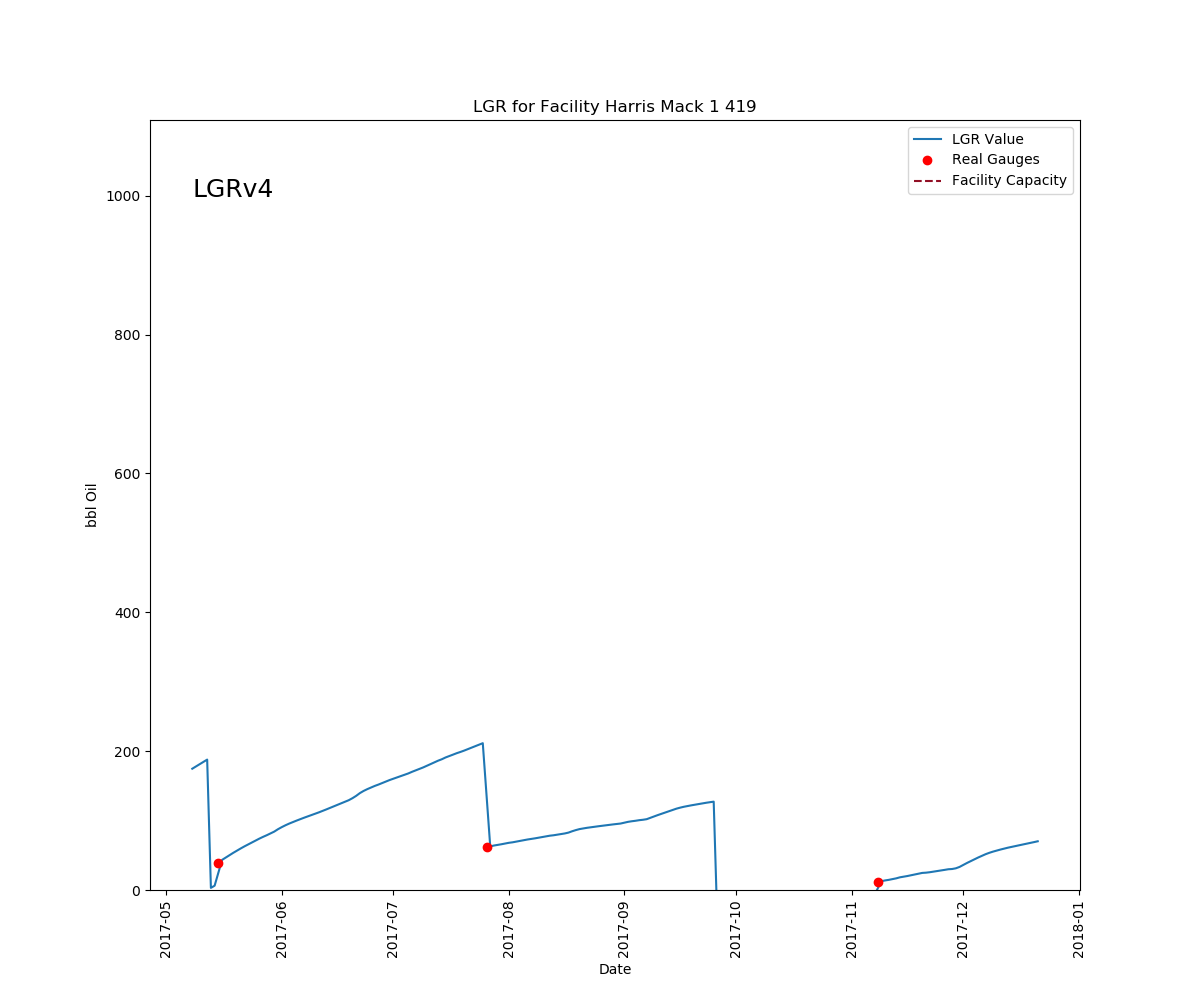 LGR for Facility Harris Mack 1 419
LGRv4
LGR Value
Real Gauges
Facility Capacity
1000
800
600
400
200
0
bbl Oil
2017-05
2017-06
2017-07
2017-08
2017-09
2017-10
2017-11
2017-12
2018-01
Date